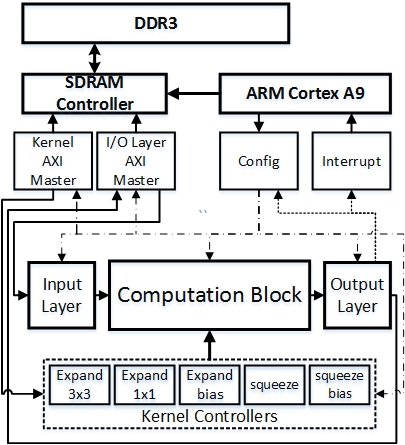 DDR3
SDRAM
Controller
ARM Cortex A9
Kernel
AXI
Master
I/O Layer
AXI
Master
Config
Interrupt
Input
Layer
Computation Block
Output
Layer
Expand
3x3
Expand
1x1
Expand
bias
squeeze
squeeze
bias
Kernel Controllers